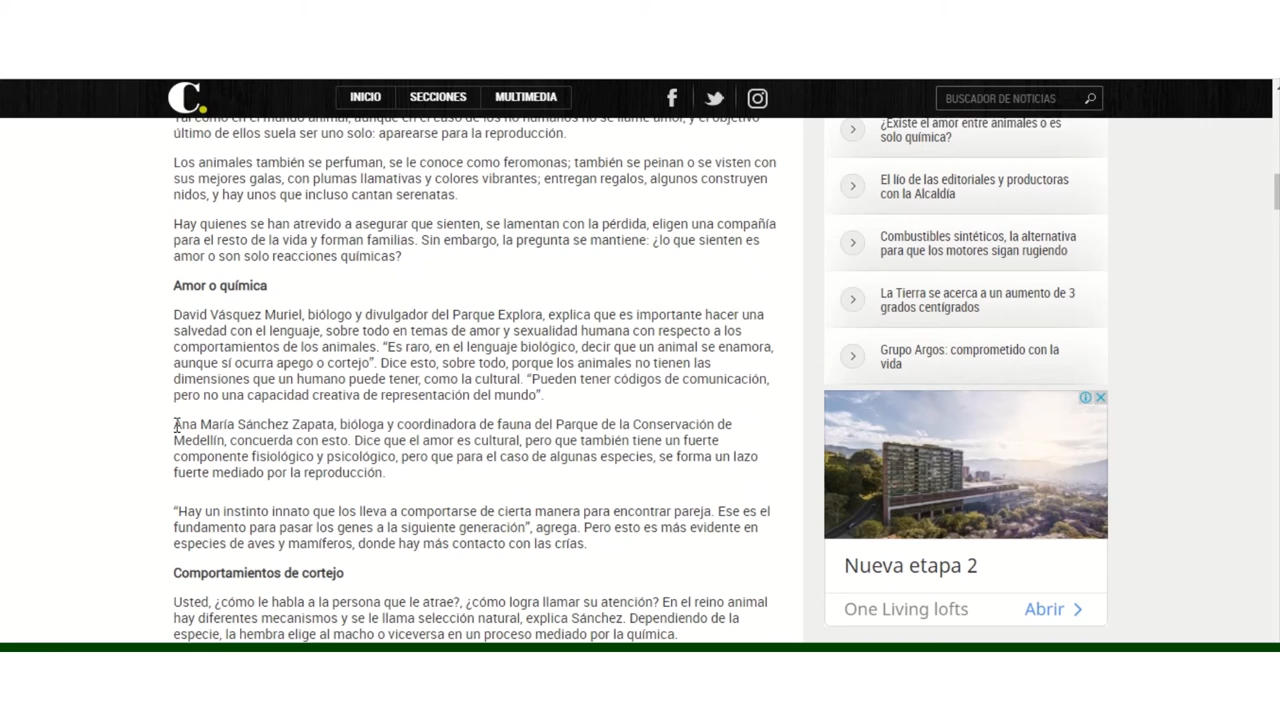 C.
INICIO
SECCIONES
MULTIMEDIA
BUSCADOR DE NOTICIAS
Tal como en el mundo animal, aunque en el caso de los no humanos no se llame amor, y el objetivo
último de ellos suela ser uno solo: aparearse para la reproducción.
Los animales también se perfuman, se le conoce como feromonas; también se peinan o se visten con
sus mejores galas, con plumas llamativas y colores vibrantes; entregan regalos, algunos construyen
nidos, y hay unos que incluso cantan serenatas.
Hay quienes se han atrevido a asegurar que sienten, se lamentan con la pérdida, eligen una compañía
para el resto de la vida y forman familias. Sin embargo, la pregunta se mantiene: ¿lo que sienten es
amor o son solo reacciones químicas?
Amor o química
David Vásquez Muriel, biólogo y divulgador del Parque Explora, explica que es importante hacer una
salvedad con el lenguaje, sobre todo en temas de amor y sexualidad humana con respecto a los
comportamientos de los animales. “Es raro, en el lenguaje biológico, decir que un animal se enamora,
aunque sí ocurra apego o cortejo”. Dice esto, sobre todo, porque los animales no tienen las
dimensiones que un humano puede tener, como la cultural. “Pueden tener códigos de comunicación,
pero no una capacidad creativa de representación del mundo”.
Ana María Sánchez Zapata, bióloga y coordinadora de fauna del Parque de la Conservación de
Medellín, concuerda con esto. Dice que el amor es cultural, pero que también tiene un fuerte
componente fisiológico y psicológico, pero que para el caso de algunas especies, se forma un lazo
fuerte mediado por la reproducción.
“Hay un instinto innato que los lleva a comportarse de cierta manera para encontrar pareja. Ese es el
fundamento para pasar los genes a la siguiente generación”, agrega. Pero esto es más evidente en
especies de aves y mamíferos, donde hay más contacto con las crías.
Comportamientos de cortejo
Usted, ¿cómo le habla a la persona que le atrae?, ¿cómo logra llamar su atención? En el reino animal
hay diferentes mecanismos y se le llama selección natural, explica Sánchez. Dependiendo de la
especie, la hembra elige al macho o viceversa en un proceso mediado por la química.
¿Existe el amor entre animales o es
solo química?
El lío de las editoriales y productoras
con la Alcaldía
Combustibles sintéticos, la alternativa
para que los motores sigan rugiendo
La Tierra se acerca a un aumento de 3
grados centígrados
Grupo Argos: comprometido con la
vida
Nueva etapa 2
One Living lofts
Abrir